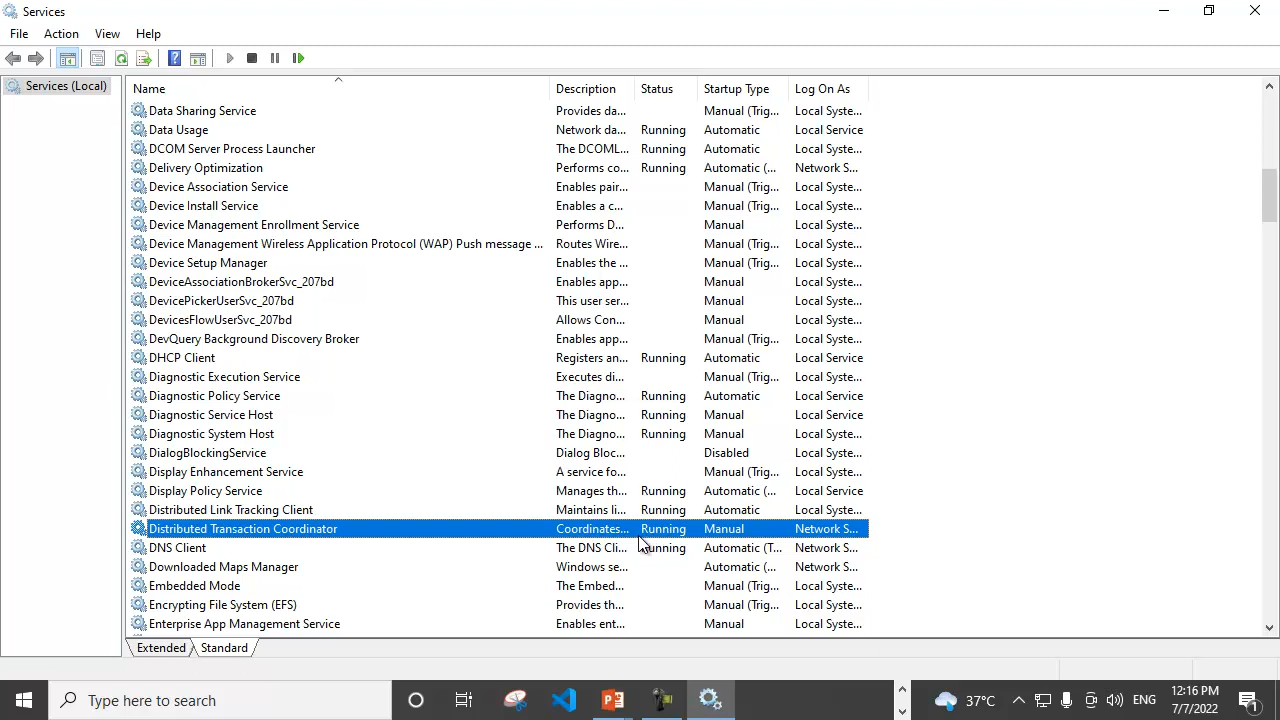 Services
File Action View Help
Services (Local)
Name Description Status Startup Type Log On As
Data Sharing Service Provides da... Manual (Trig... Local Syste...
Data Usage Network da... Running Automatic Local Service
DCOM Server Process Launcher The DCOML... Running Automatic Local Syste...
Delivery Optimization Performs co... Running Automatic (... Network S...
Device Association Service Enables pair... Manual (Trig... Local Syste...
Device Install Service Enables a c... Manual (Trig... Local Syste...
Device Management Enrollment Service Performs D... Manual Local Syste...
Device Management Wireless Application Protocol (WAP) Push message ... Routes Wire... Manual (Trig... Local Syste...
Device Setup Manager Enables the ... Manual (Trig... Local Syste...
DeviceAssociationBrokerSvc_207bd Enables app... Manual Local Syste...
DevicePickerUserSvc_207bd This user ser... Manual Local Syste...
DevicesFlowUserSvc_207bd Allows Con... Manual Local Syste...
DevQuery Background Discovery Broker Enables app... Manual (Trig... Local Syste...
DHCP Client Registers an... Running Automatic Local Service
Diagnostic Execution Service Executes di... Manual (Trig... Local Syste...
Diagnostic Policy Service The Diagno... Running Automatic Local Service
Diagnostic Service Host The Diagno... Running Manual Local Service
Diagnostic System Host The Diagno... Running Manual Local Syste...
DialogBlockingService Dialog Bloc... Disabled Local Syste...
Display Enhancement Service A service fo... Manual (Trig... Local Syste...
Display Policy Service Manages th... Running Automatic (... Local Service
Distributed Link Tracking Client Maintains li... Running Automatic Local Syste...
Distributed Transaction Coordinator Coordinates... Running Manual Network S...
DNS Client The DNS Cli... Running Automatic (T... Network S...
Downloaded Maps Manager Windows se... Automatic (... Network S...
Embedded Mode The Embed... Manual (Trig... Local Syste...
Encrypting File System (EFS) Provides th... Manual (Trig... Local Syste...
Enterprise App Management Service Enables ent... Manual Local Syste...
Extended Standard
Type here to search 37°C ENG 12:16 PM
7/7/2022 1